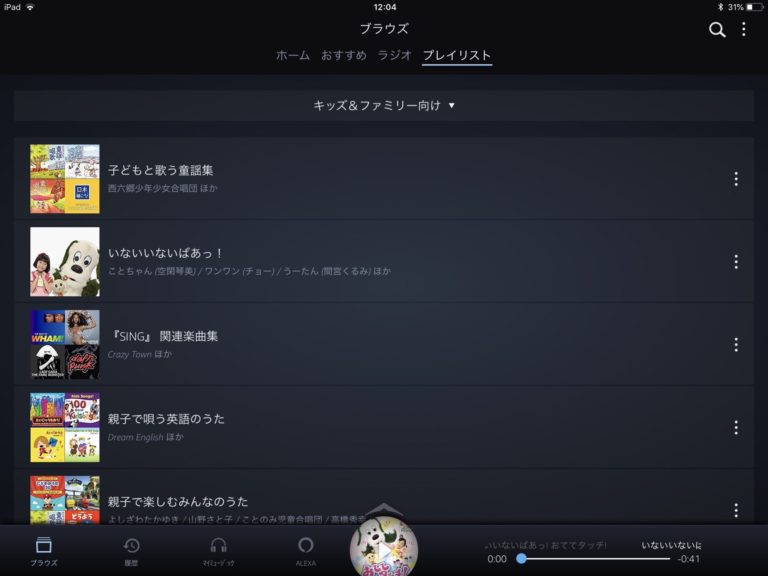 iPad 12:04 31%
ブラウズ
ホーム おすすめ ラジオ プレイリスト
キッズ＆ファミリー向け ▼
子どもと歌う童謡集
西六郷少年少女合唱団 ほか
いないいないばあっ！
ことちゃん (空閑琴美) / ワンワン (チョー) / うーたん (間宮くるみ) ほか
WHAM!
『SING』 関連楽曲集
Crazy Town ほか
Kids Songs!
100
親子で唄う英語のうた
Dream English ほか
親子で楽しむみんなのうた
よしざわたかゆき / 山野さと子 / ことのみ児童合唱団 / 高橋秀幸
いないばあっ! おててタッチ!
いないいないに
ブラウズ 履歴 マイミュージック ALEXA 0:00 -0:41